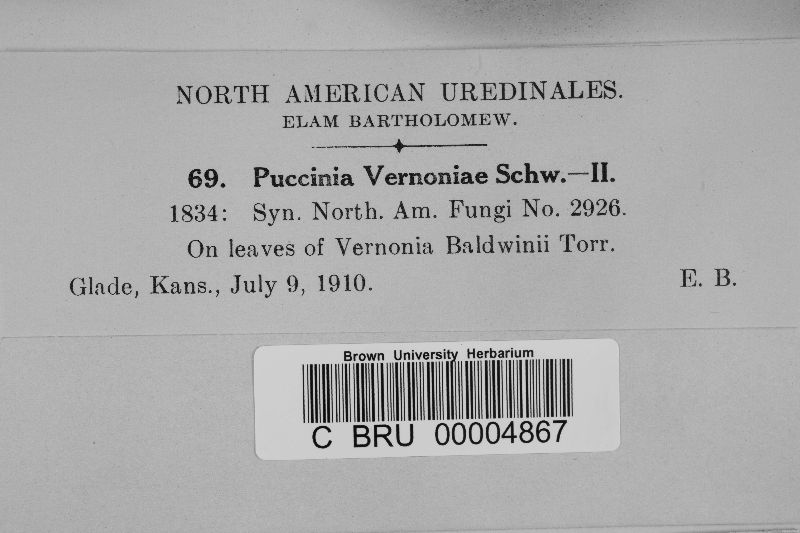 NORTH AMERICAN UREDINALES.
ELAM BARTHOLOMEW.
69. Puccinia Vernoniae Schw.—II.
1834: Syn. North. Am. Fungi No. 2926.
On leaves of Vernonia Baldwinii Torr.
Glade, Kans., July 9, 1910. E. B.
Brown University Herbarium
C BRU 00004867